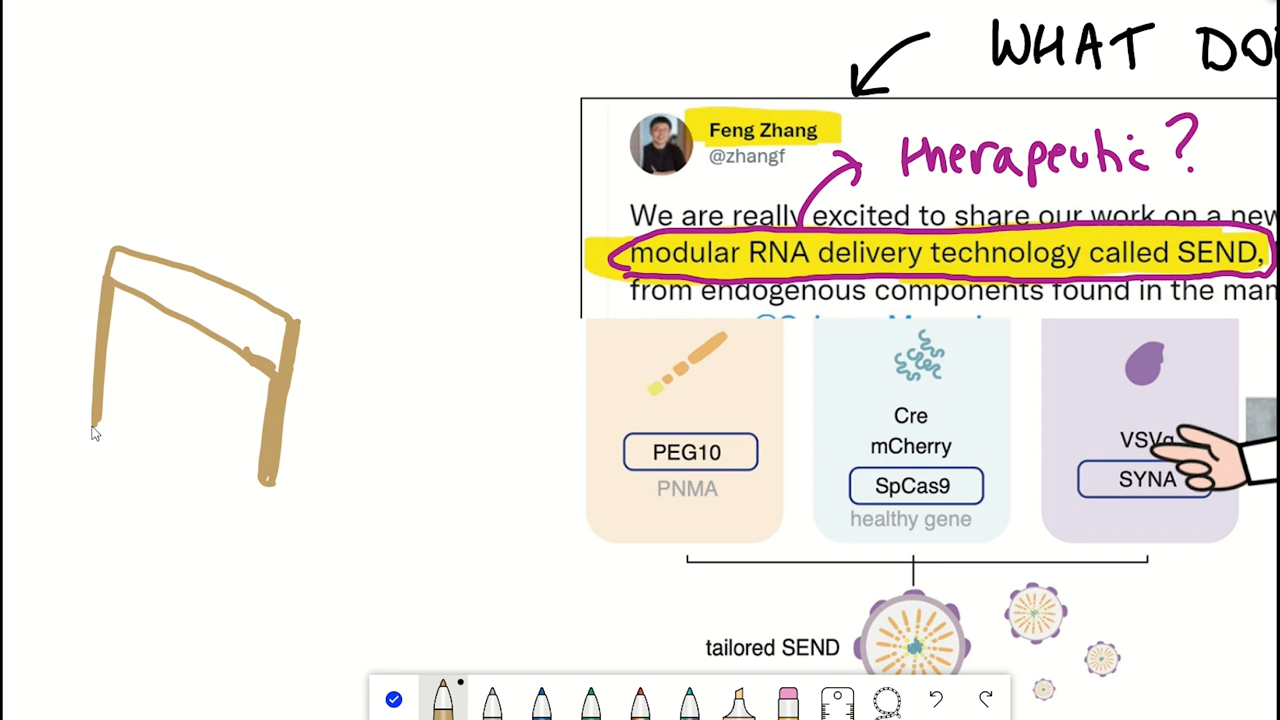 WHAT DO
Feng Zhang
@zhangf
therapeutic?
We are really excited to share our work on a new
modular RNA delivery technology called SEND,
from endogenous components found in the mam
Cre
mCherry
VSVg
PEG10
SpCas9
SYNA
PNMA
healthy gene
tailored SEND